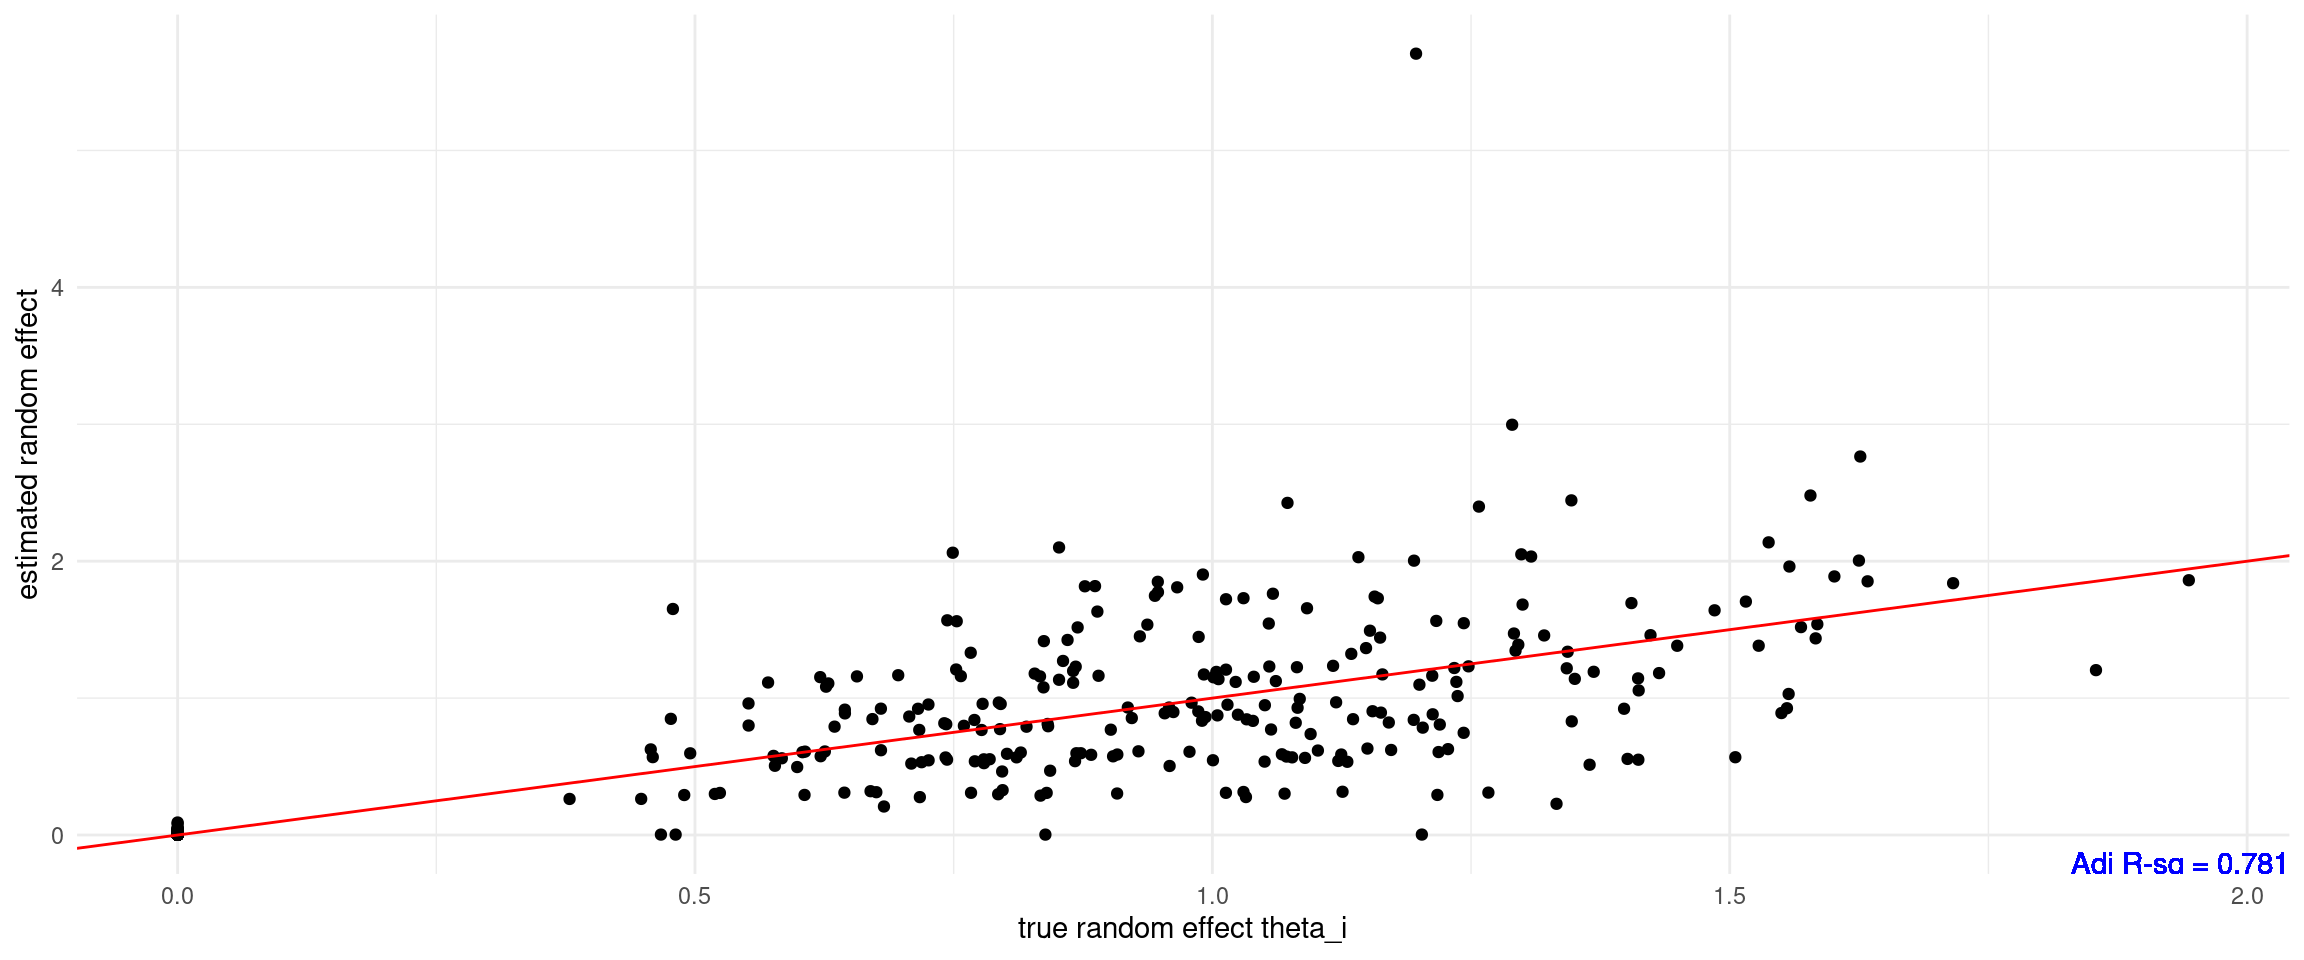 estimated random effect
4
2
0
0.0 0.5 1.0 1.5 2.0
true random effect theta_i
Adj R-sq = 0.781